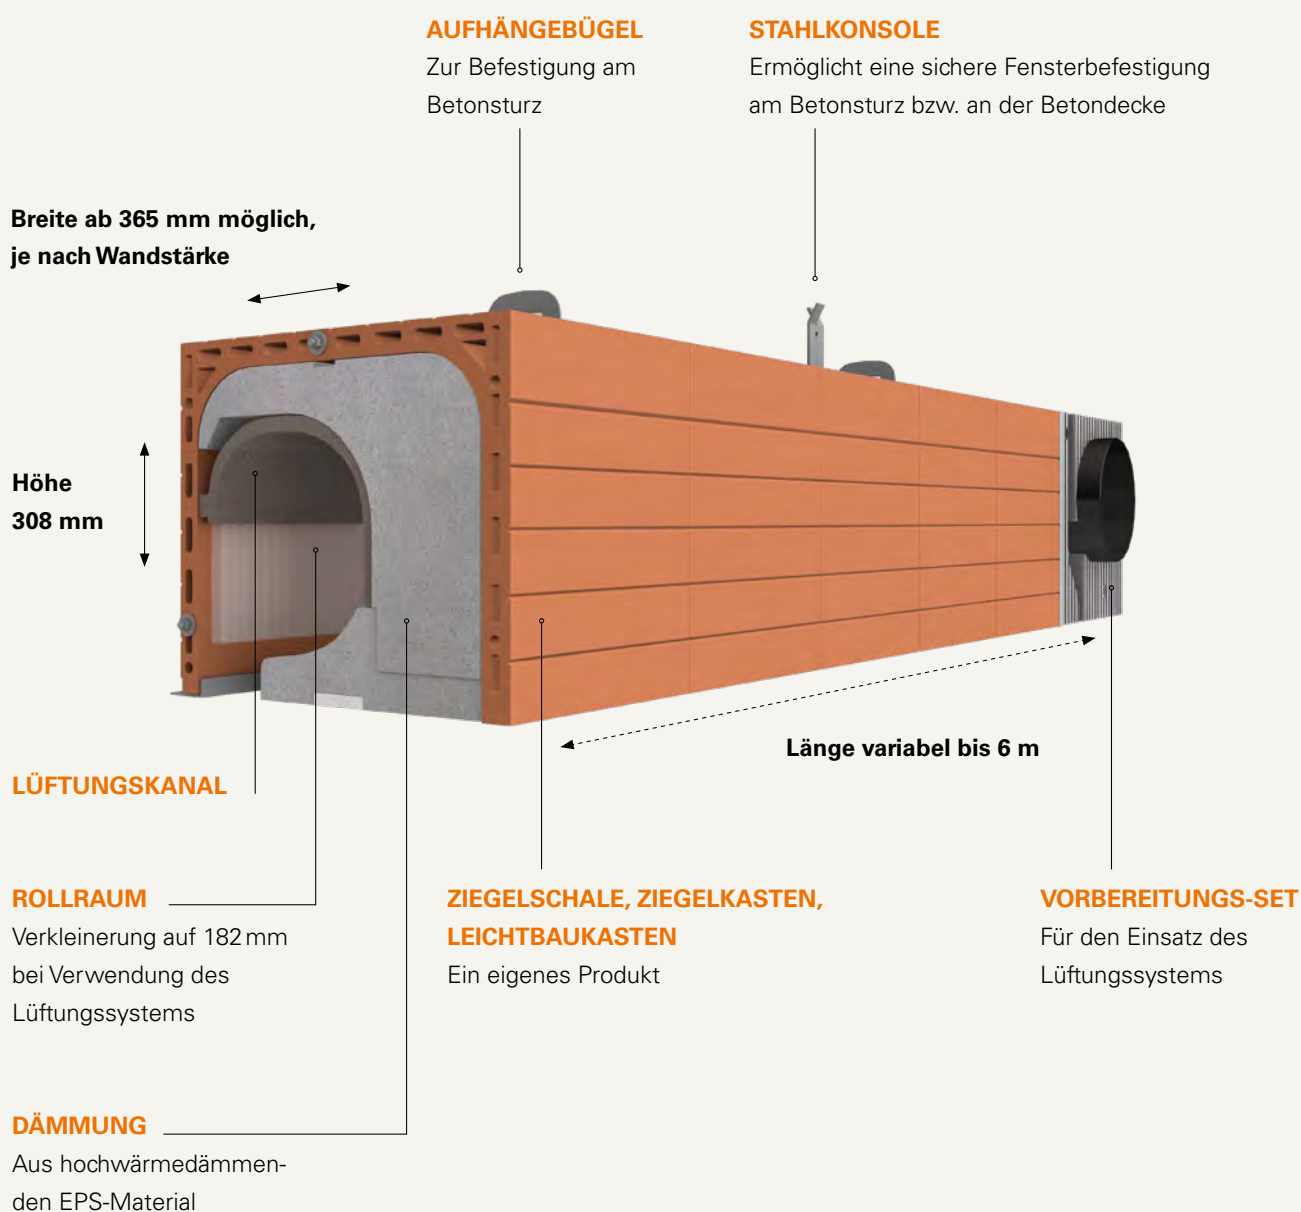 AUFHÄNGEBÜGEL
Zur Befestigung am
Betonsturz
STAHLKONSOLE
Ermöglicht eine sichere Fensterbefestigung
am Betonsturz bzw. an der Betondecke
Breite ab 365 mm möglich,
je nach Wandstärke
Höhe
308 mm
Länge variabel bis 6 m
LÜFTUNGSKANAL
ROLLRAUM
Verkleinerung auf 182 mm
bei Verwendung des
Lüftungssystems
ZIEGELSCHALE, ZIEGELKASTEN,
LEICHTBAUKASTEN
Ein eigenes Produkt
VORBEREITUNGS-SET
Für den Einsatz des
Lüftungssystems
DÄMMUNG
Aus hochwärmedämmen-
den EPS-Material